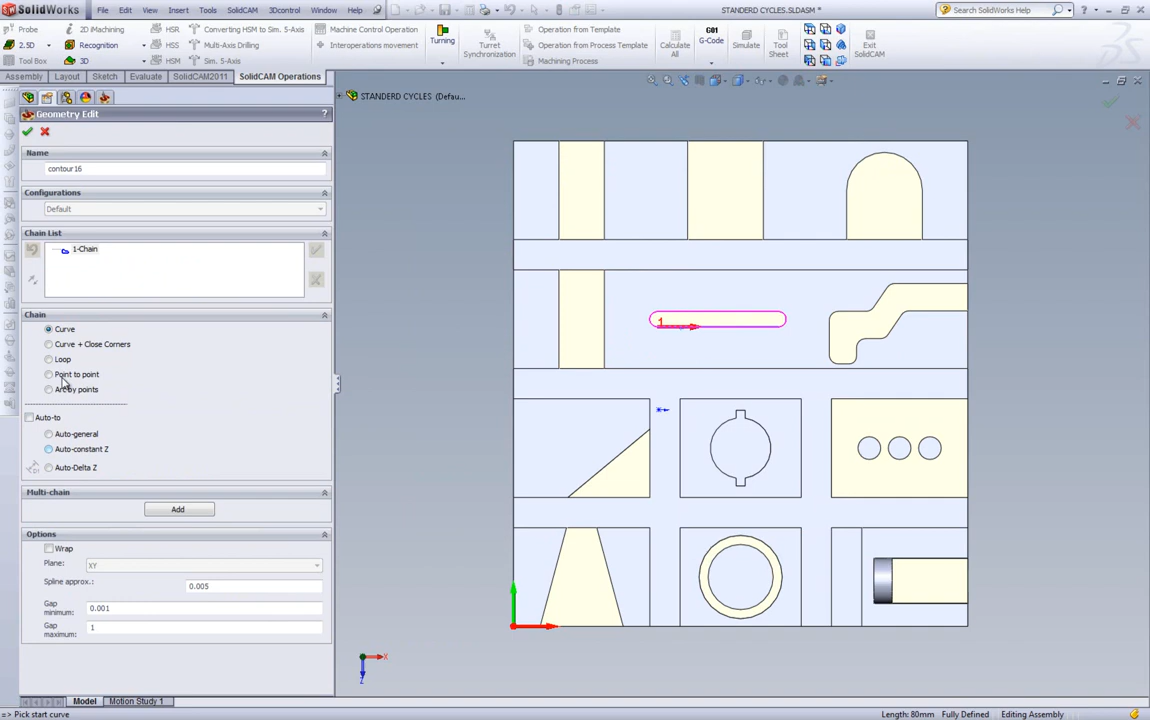 SolidWorks File Edit View Insert Tools SolidCAM 3Dcontrol Window Help STANDERD CYCLES.SLDASM * Search SolidWorks Help
Probe 2D iMachining HSR Converting HSM to Sim. 5-Axis Machine Control Operation Turning Turret Synchronization Operation from Template Calculate All G01 G-Code Simulate Tool Sheet Exit SolidCAM
2.5D Recognition HSS Multi-Axis Drilling Interoperations movement Operation from Process Template
Tool Box 3D HSM Sim. 5-Axis Machining Process
Assembly Layout Sketch Evaluate SolidCAM2011 SolidCAM Operations
STANDERD CYCLES (Defau...
Geometry Edit ?
Name
contour16
Configurations
Default
Chain List
1-Chain
Chain
Curve
Curve + Close Corners
Loop
Point to point
Arc by points
Auto-to
Auto-general
Auto-constant Z
Auto-Delta Z
Multi-chain
Add
Options
Wrap
Plane: XY
Spline approx.: 0.005
Gap minimum: 0.001
Gap maximum: 1
1
X
Z
Model Motion Study 1
=> Pick start curve Length: 80mm Fully Defined Editing Assembly